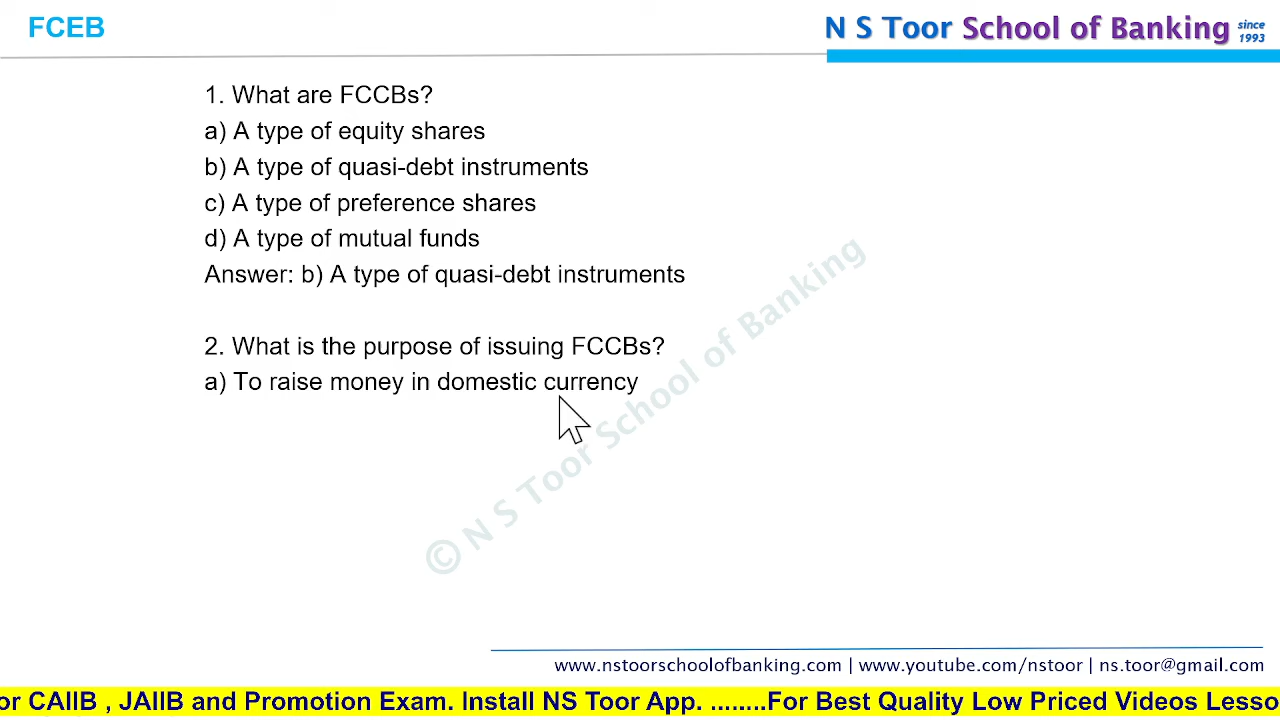 FCEB
N S Toor School of Banking since 1993
1. What are FCCBs?
a) A type of equity shares
b) A type of quasi-debt instruments
c) A type of preference shares
d) A type of mutual funds
Answer: b) A type of quasi-debt instruments
2. What is the purpose of issuing FCCBs?
a) To raise money in domestic currency
© N S Toor School of Banking
www.nstoorschoolofbanking.com | www.youtube.com/nstoor | ns.toor@gmail.com
or CAIIB , JAIIB and Promotion Exam. Install NS Toor App. ........For Best Quality Low Priced Videos Lesso